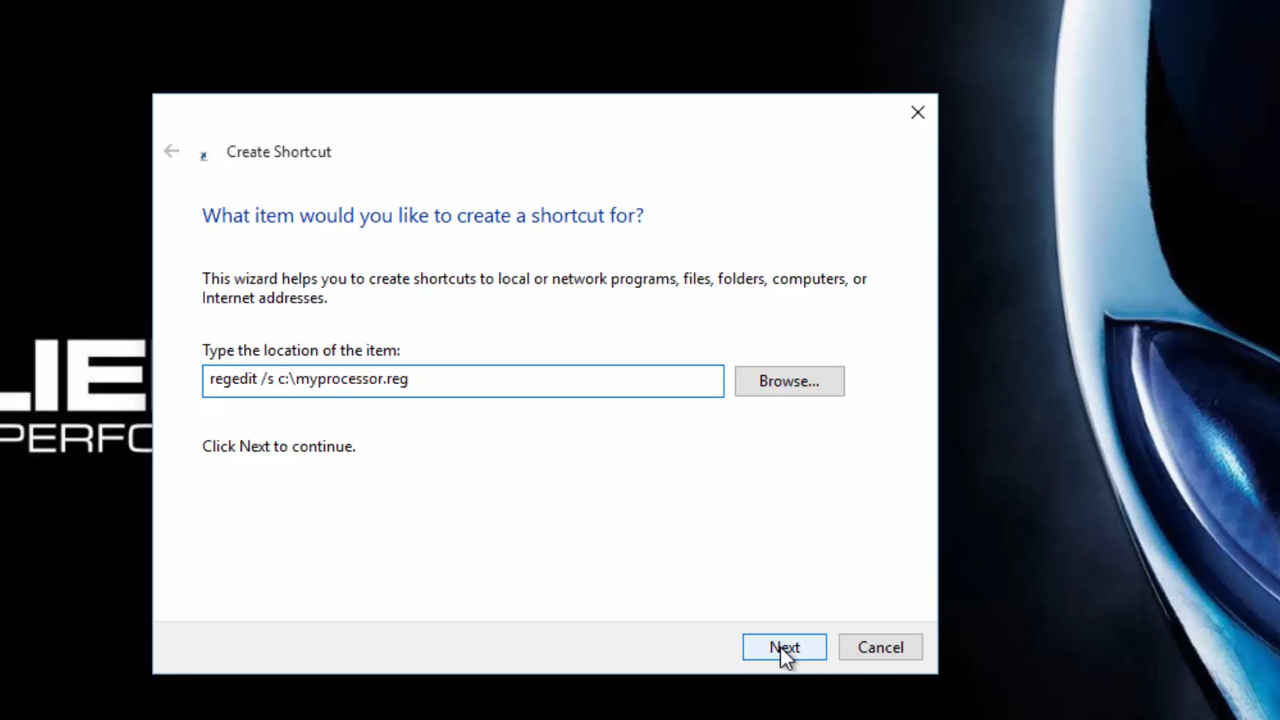 Create Shortcut
What item would you like to create a shortcut for?
This wizard helps you to create shortcuts to local or network programs, files, folders, computers, or
Internet addresses.
Type the location of the item:
regedit /s c:\myprocessor.reg
Browse...
LIE
PERFO
Click Next to continue.
Next
Cancel